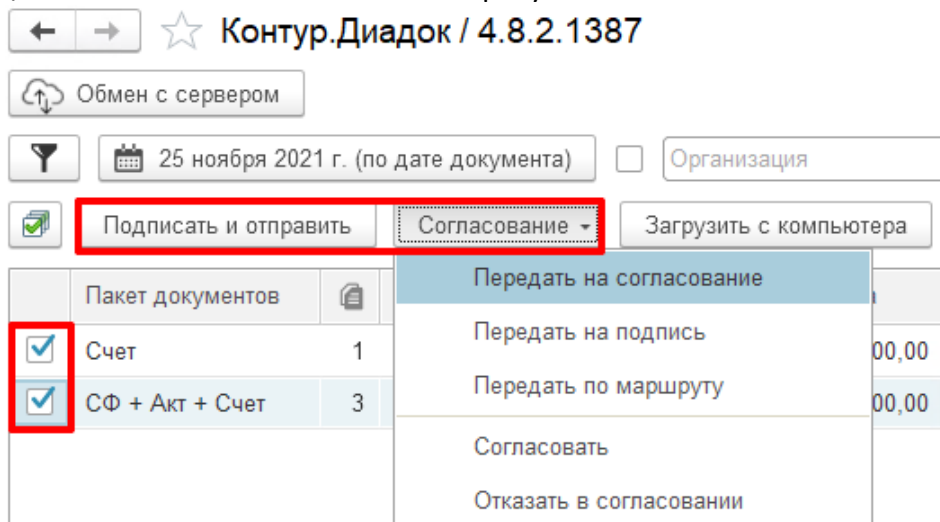 Контур.Диадок / 4.8.2.1387
Обмен с сервером
25 ноября 2021 г. (по дате документа) Организация
Подписать и отправить Согласование Загрузить с компьютера
Передать на согласование
Пакет документов
Передать на подпись
Счет 1 00,00
Передать по маршруту
СФ + Акт + Счет 3 00,00
Согласовать
Отказать в согласовании